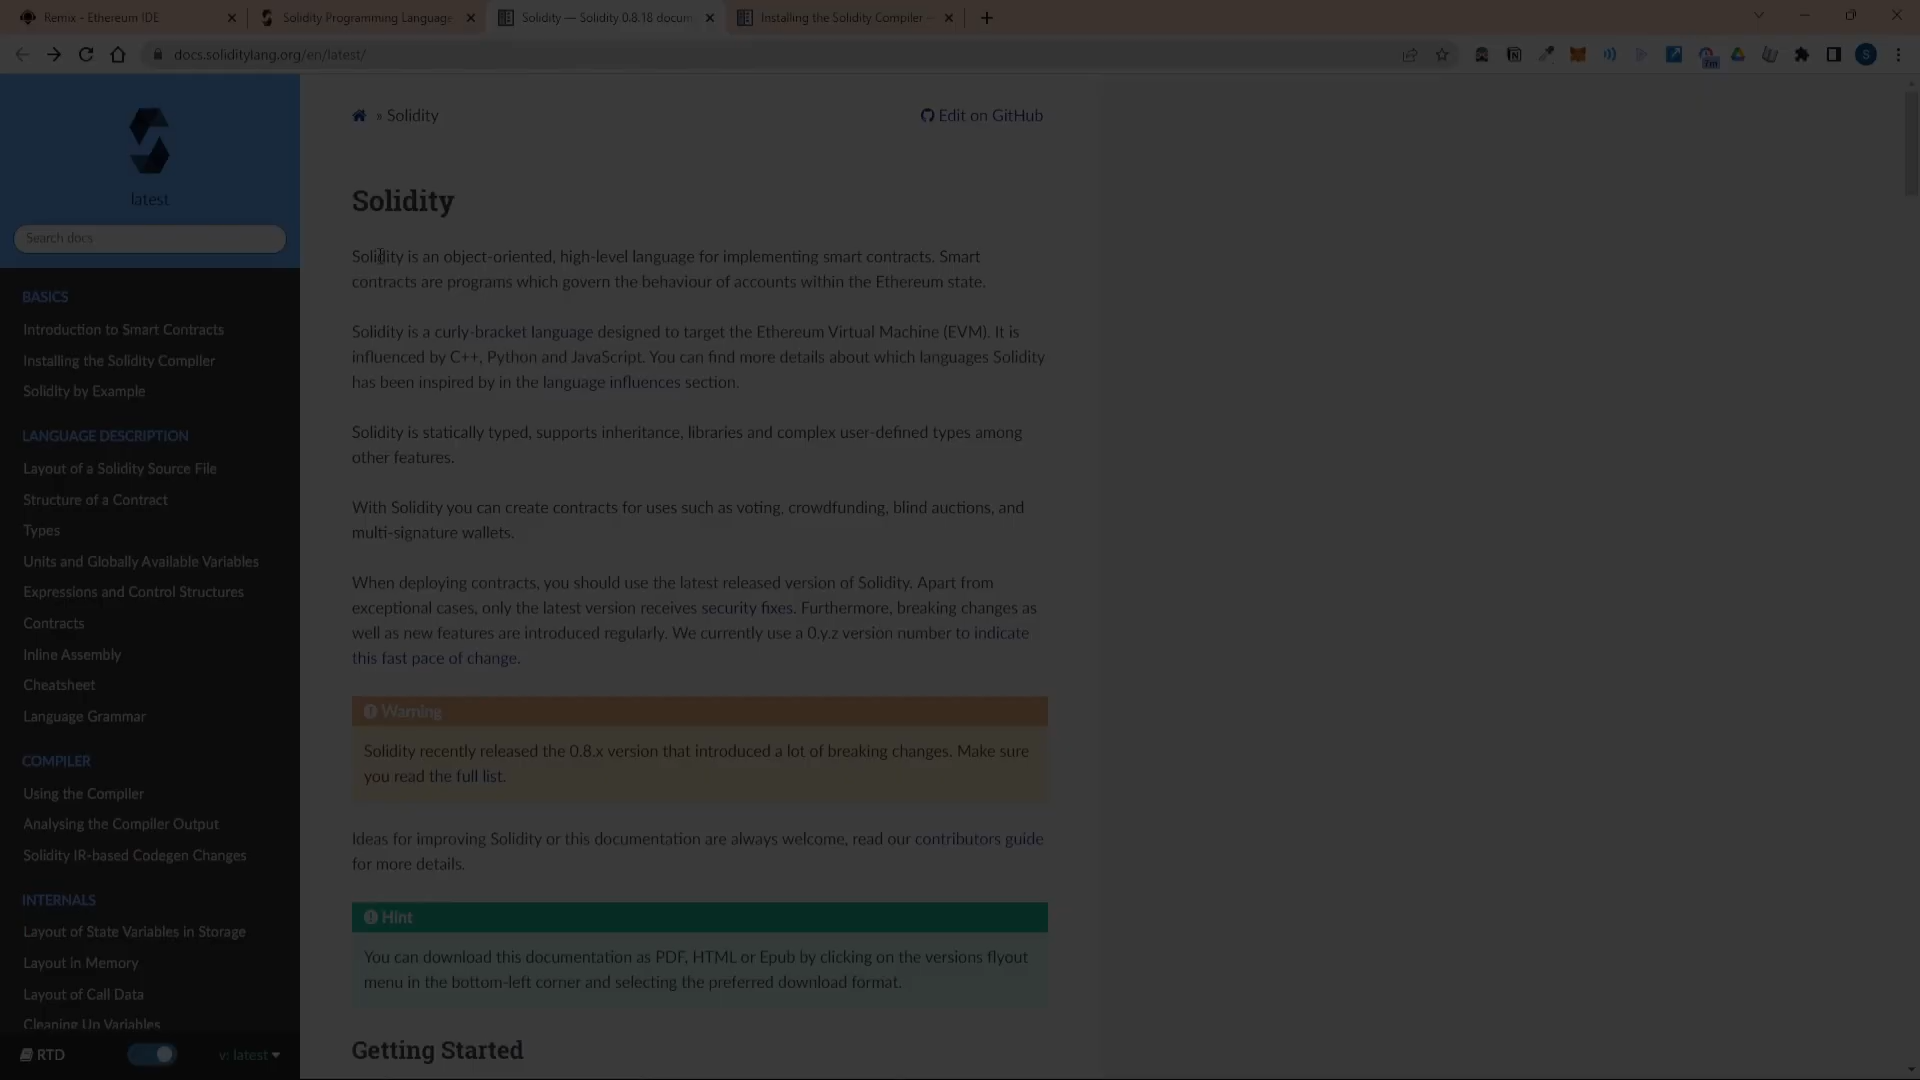 Remix - Ethereum IDE
Solidity Programming Language
Solidity — Solidity 0.8.18 docum
Installing the Solidity Compiler –
docs.soliditylang.org/en/latest/
7m
S
latest
Search docs
BASICS
Introduction to Smart Contracts
Installing the Solidity Compiler
Solidity by Example
LANGUAGE DESCRIPTION
Layout of a Solidity Source File
Structure of a Contract
Types
Units and Globally Available Variables
Expressions and Control Structures
Contracts
Inline Assembly
Cheatsheet
Language Grammar
COMPILER
Using the Compiler
Analysing the Compiler Output
Solidity IR-based Codegen Changes
INTERNALS
Layout of State Variables in Storage
Layout in Memory
Layout of Call Data
Cleaning Up Variables
RTD
v: latest
» Solidity
Edit on GitHub
Solidity
Solidity is an object-oriented, high-level language for implementing smart contracts. Smart
contracts are programs which govern the behaviour of accounts within the Ethereum state.
Solidity is a curly-bracket language designed to target the Ethereum Virtual Machine (EVM). It is
influenced by C++, Python and JavaScript. You can find more details about which languages Solidity
has been inspired by in the language influences section.
Solidity is statically typed, supports inheritance, libraries and complex user-defined types among
other features.
With Solidity you can create contracts for uses such as voting, crowdfunding, blind auctions, and
multi-signature wallets.
When deploying contracts, you should use the latest released version of Solidity. Apart from
exceptional cases, only the latest version receives security fixes. Furthermore, breaking changes as
well as new features are introduced regularly. We currently use a 0.y.z version number to indicate
this fast pace of change.
Warning
Solidity recently released the 0.8.x version that introduced a lot of breaking changes. Make sure
you read the full list.
Ideas for improving Solidity or this documentation are always welcome, read our contributors guide
for more details.
Hint
You can download this documentation as PDF, HTML or Epub by clicking on the versions flyout
menu in the bottom-left corner and selecting the preferred download format.
Getting Started